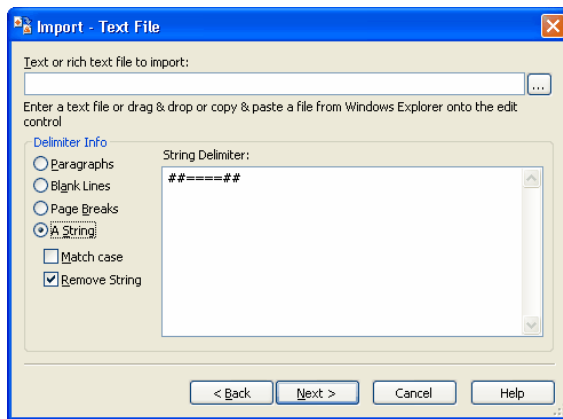 Import - Text File
Text or rich text file to import:
...
Enter a text file or drag & drop or copy & paste a file from Windows Explorer onto the edit
control
Delimiter Info
Paragraphs
Blank Lines
Page Breaks
A String
Match case
Remove String
String Delimiter:
##====##
< Back
Next >
Cancel
Help